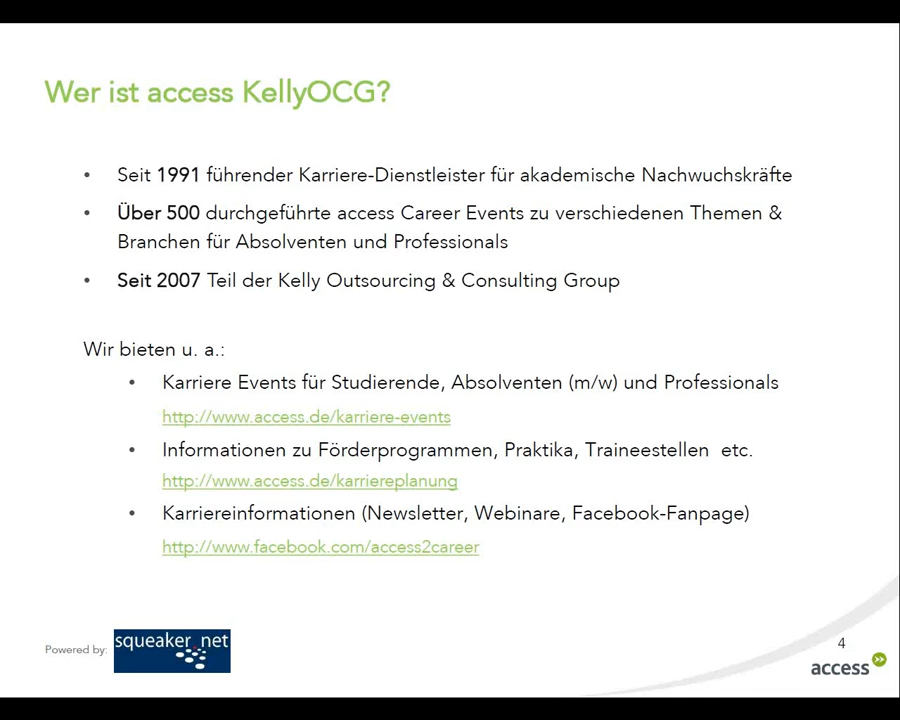 Wer ist access KellyOCG?
• Seit 1991 führender Karriere-Dienstleister für akademische Nachwuchskräfte
• Über 500 durchgeführte access Career Events zu verschiedenen Themen &
Branchen für Absolventen und Professionals
• Seit 2007 Teil der Kelly Outsourcing & Consulting Group
Wir bieten u. a.:
• Karriere Events für Studierende, Absolventen (m/w) und Professionals
http://www.access.de/karriere-events
• Informationen zu Förderprogrammen, Praktika, Traineestellen etc.
http://www.access.de/karriereplanung
• Karriereinformationen (Newsletter, Webinare, Facebook-Fanpage)
http://www.facebook.com/access2career
Powered by: squeaker.net
4
access